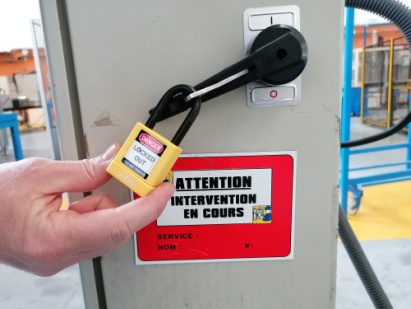 I
O
DANGER
LOCKED
OUT
ATTENTION
INTERVENTION
EN COURS
SERVICE :
NOM :